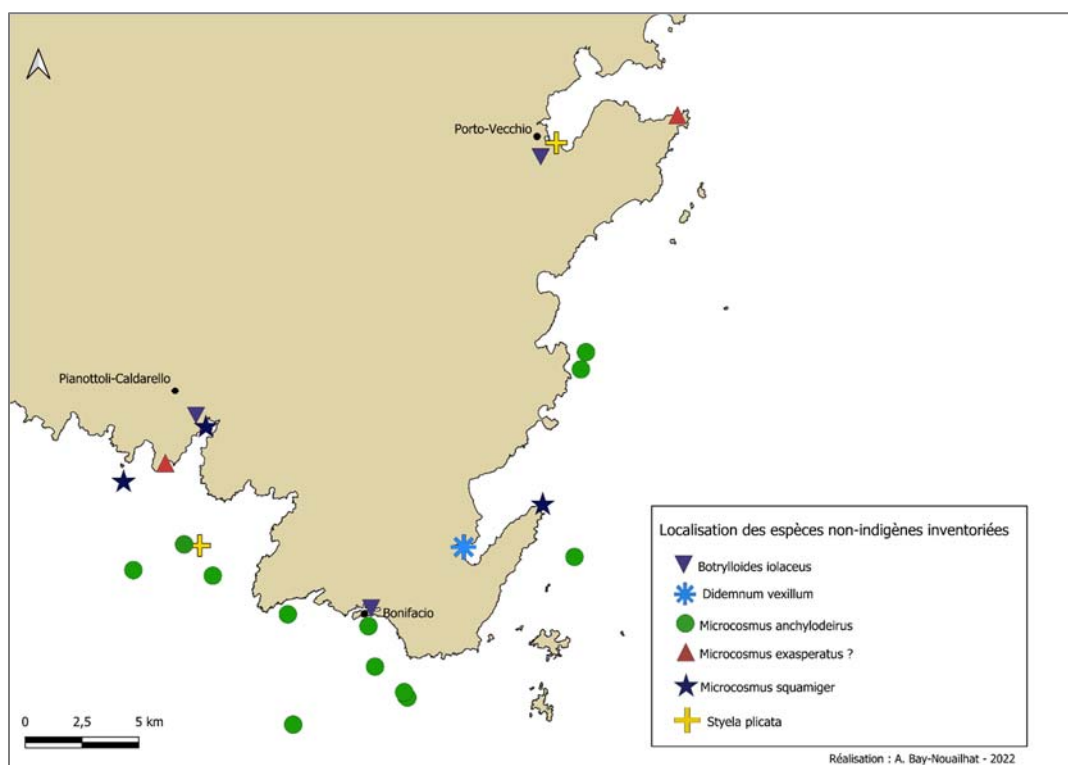 Porto-Vecchio
Pianottoli-Caldarello
Bonifacio
Localisation des espèces non-indigènes inventoriées
Botrylloides iolaceus
Didemnum vexillum
Microcosmus anchylodeirus
Microcosmus exasperatus ?
Microcosmus squamiger
Styela plicata
0 2,5 5 km
Réalisation : A. Bay-Nouailhat - 2022